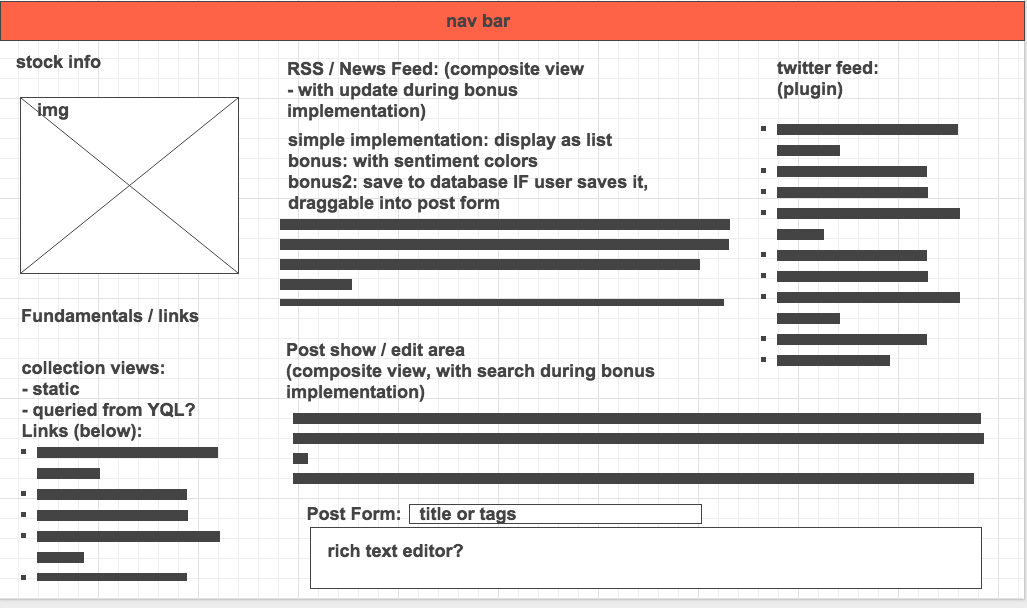 nav bar
stock info
img
Fundamentals / links
collection views:
- static
- queried from YQL?
Links (below):
RSS / News Feed: (composite view
- with update during bonus
implementation)
simple implementation: display as list
bonus: with sentiment colors
bonus2: save to database IF user saves it,
draggable into post form
twitter feed:
(plugin)
Post show / edit area
(composite view, with search during bonus
implementation)
Post Form: title or tags
rich text editor?